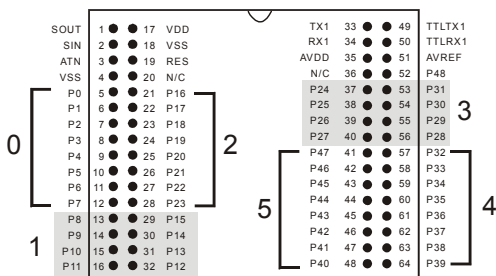 SOUT 1 17 VDD TX1 33 49 TTLTX1
SIN 2 18 VSS RX1 34 50 TTLRX1
ATN 3 19 RES AVDD 35 51 AVREF
VSS 4 20 N/C N/C 36 52 P48
P0 5 21 P16 P24 37 53 P31
P1 6 22 P17 P25 38 54 P30
P2 7 23 P18 P26 39 55 P29
P3 8 24 P19 P27 40 56 P28
P4 9 25 P20 P47 41 57 P32
P5 10 26 P21 P46 42 58 P33
P6 11 27 P22 P45 43 59 P34
P7 12 28 P23 P44 44 60 P35
P8 13 29 P15 P43 45 61 P36
P9 14 30 P14 P42 46 62 P37
P10 15 31 P13 P41 47 63 P38
P11 16 32 P12 P40 48 64 P39
0
2
3
1
5
4